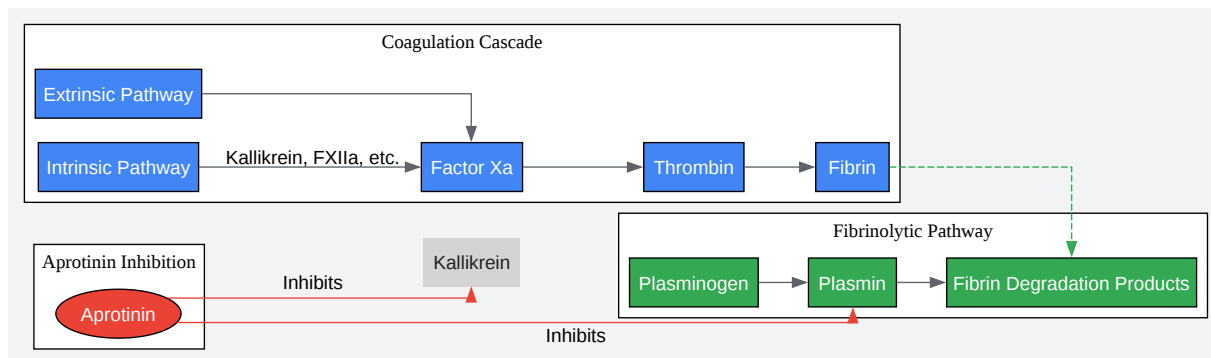 Coagulation Cascade
Extrinsic Pathway
Intrinsic Pathway
Kallikrein, FXIIa, etc.
Factor Xa
Thrombin
Fibrin
Fibrinolytic Pathway
Plasminogen
Plasmin
Fibrin Degradation Products
Aprotinin Inhibition
Aprotinin
Inhibits
Kallikrein
Inhibits